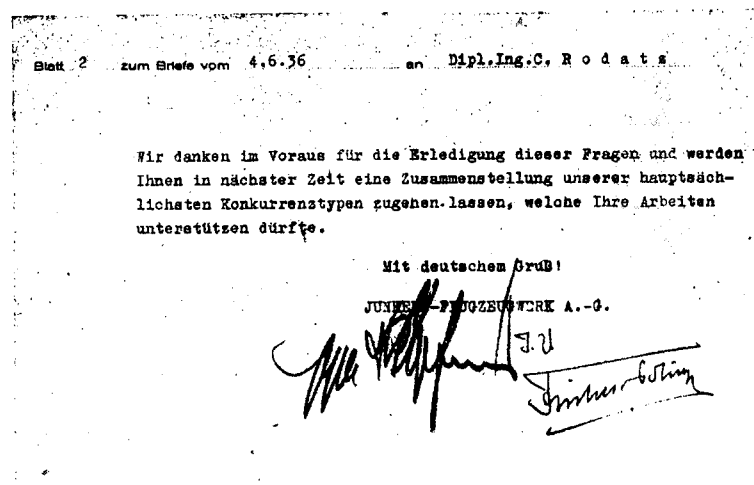 Blatt 2 zum Briefe vom 4.6.36 an Dipl.Ing.C. R o d a t z
Wir danken im Voraus für die Erledigung dieser Fragen und werden
Ihnen in nächster Zeit eine Zusammenstellung unserer hauptsäch-
lichsten Konkurrenztypen zugehen lassen, welche Ihre Arbeiten
unterstützen dürfte.
Mit deutschem Gruß!
JUNKERS-FLUGZEUGWERK A.-G.